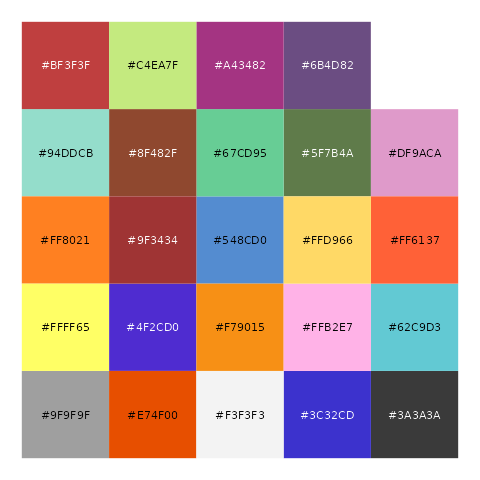 #BF3F3F #C4EA7F #A43482 #6B4D82
#94DDCB #8F482F #67CD95 #5F7B4A #DF9ACA
#FF8021 #9F3434 #548CD0 #FFD966 #FF6137
#FFFF65 #4F2CD0 #F79015 #FFB2E7 #62C9D3
#9F9F9F #E74F00 #F3F3F3 #3C32CD #3A3A3A